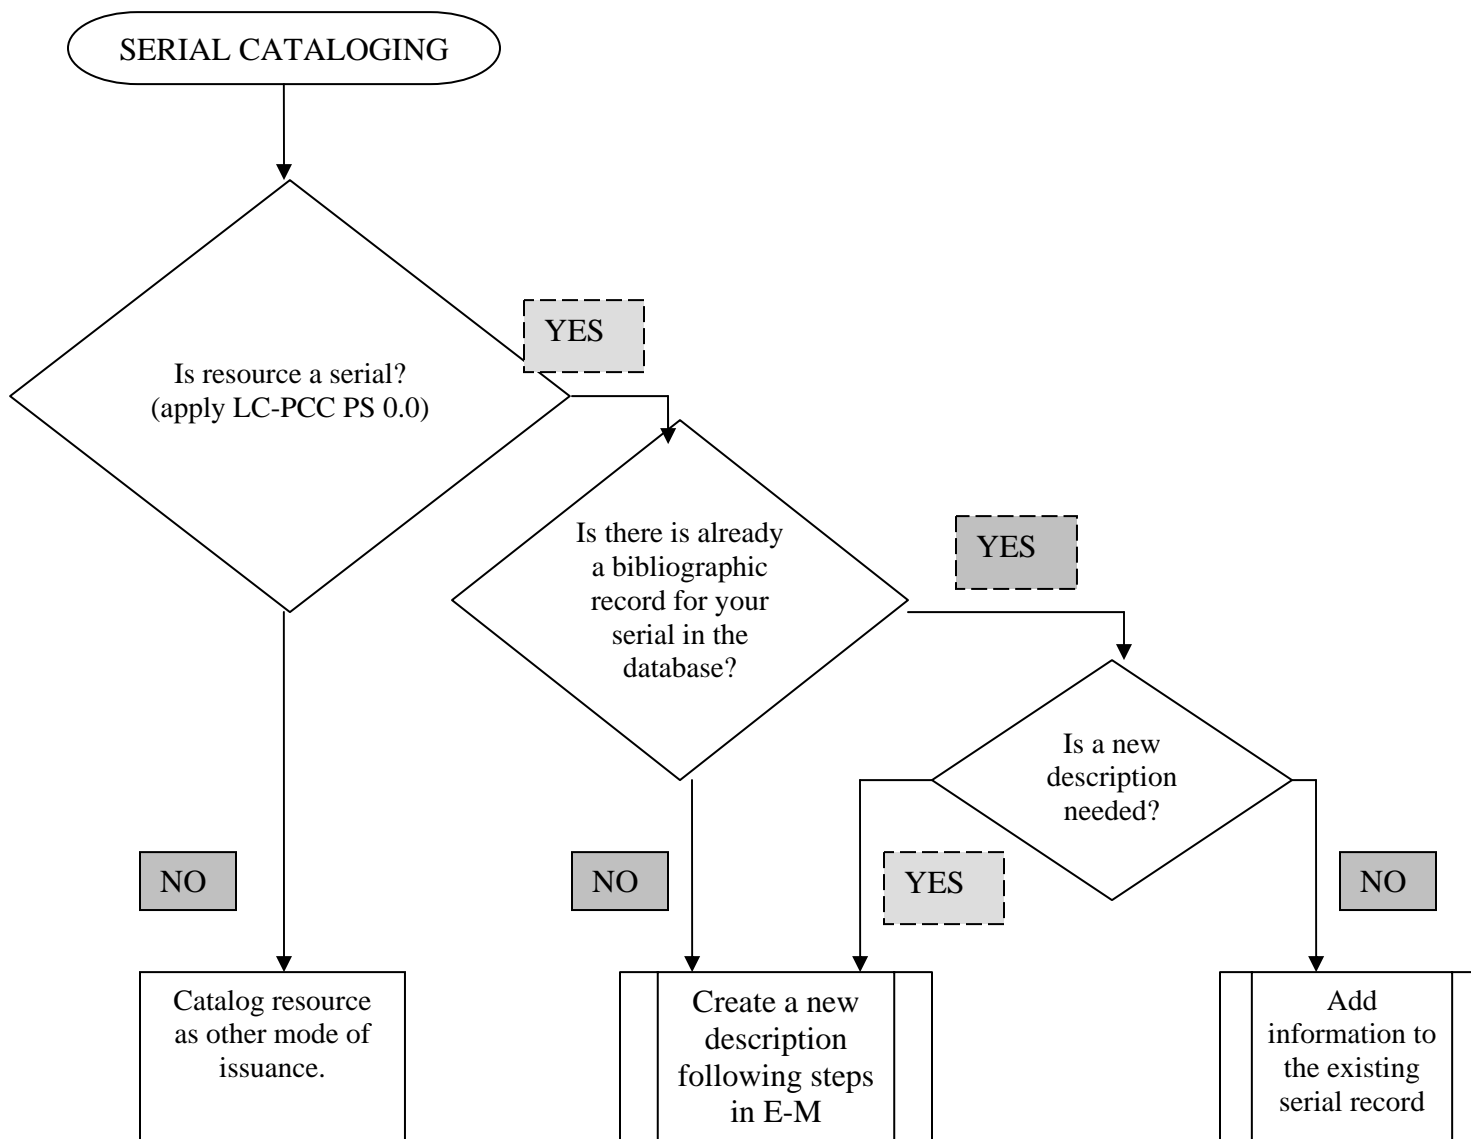 SERIAL CATALOGING
YES
Is resource a serial?
(apply LC-PCC PS 0.0)
Is there is already
a bibliographic
record for your
serial in the
database?
YES
Is a new
description
needed?
NO
NO
YES
NO
Catalog resource
as other mode of
issuance.
Create a new
description
following steps
in E-M
Add
information to
the existing
serial record